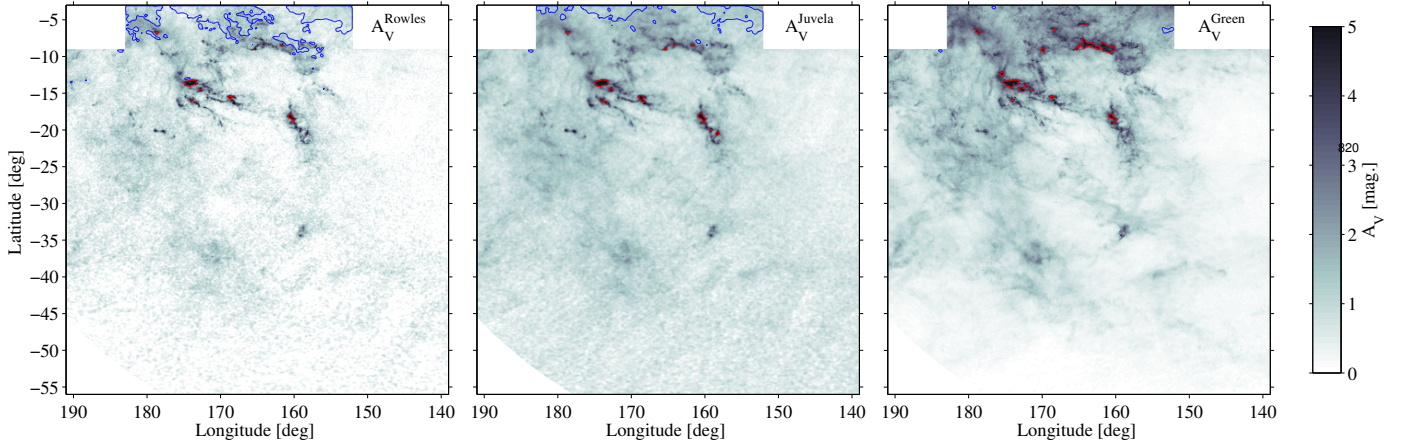 A_V^Rowles
A_V^Juvela
A_V^Green
Latitude [deg]
−5
−10
−15
−20
−25
−30
−35
−40
−45
−50
−55
190 180 170 160 150 140
190 180 170 160 150 140
190 180 170 160 150 140
Longitude [deg]
Longitude [deg]
Longitude [deg]
5
4
820
3
2
1
0
A_V [mag.]